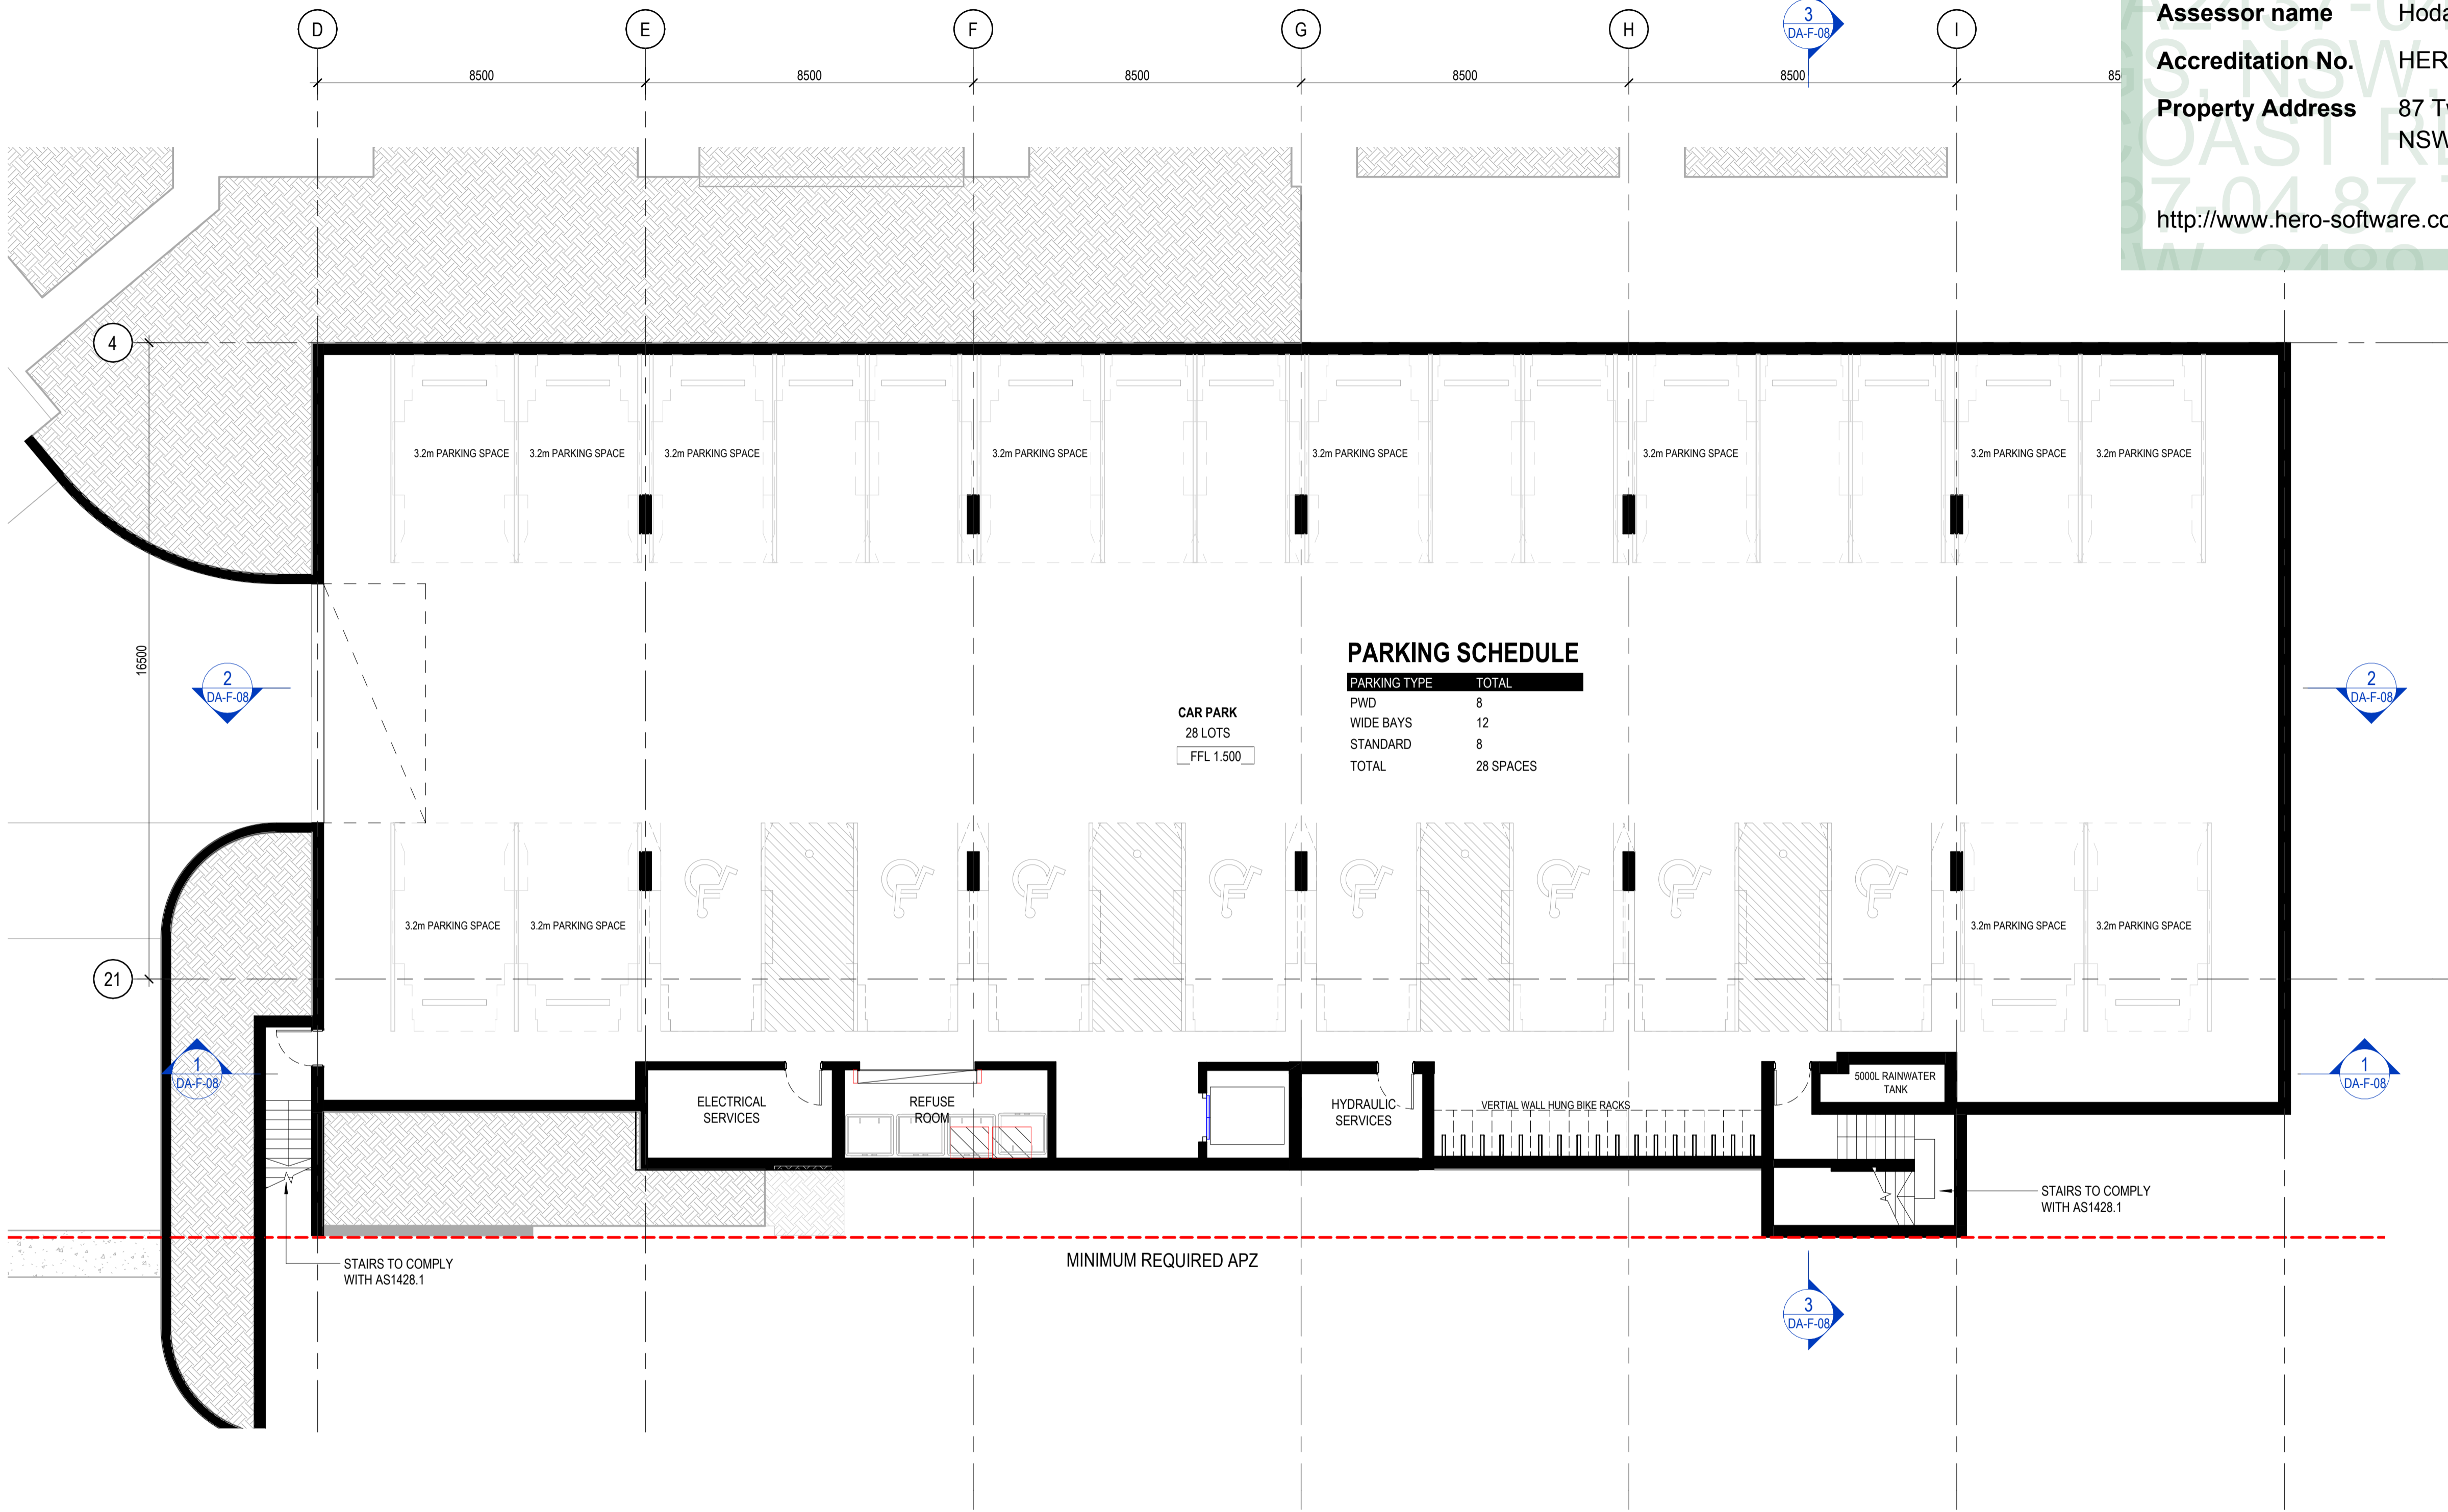 D
E
F
G
H
3
DA-F-08
I
8500
8500
8500
8500
8500
85
Assessor name Hoda
Accreditation No. HER
Property Address 87 Tw
NSW
http://www.hero-software.co
4
3.2m PARKING SPACE
3.2m PARKING SPACE
3.2m PARKING SPACE
3.2m PARKING SPACE
3.2m PARKING SPACE
3.2m PARKING SPACE
3.2m PARKING SPACE
3.2m PARKING SPACE
16500
2
DA-F-08
PARKING SCHEDULE
PARKING TYPE TOTAL
PWD 8
WIDE BAYS 12
STANDARD 8
TOTAL 28 SPACES
CAR PARK
28 LOTS
FFL 1.500
2
DA-F-08
3.2m PARKING SPACE
3.2m PARKING SPACE
3.2m PARKING SPACE
3.2m PARKING SPACE
21
1
DA-F-08
ELECTRICAL
SERVICES
REFUSE
ROOM
HYDRAULIC
SERVICES
VERTIAL WALL HUNG BIKE RACKS
5000L RAINWATER
TANK
1
DA-F-08
STAIRS TO COMPLY
WITH AS1428.1
STAIRS TO COMPLY
WITH AS1428.1
MINIMUM REQUIRED APZ
3
DA-F-08